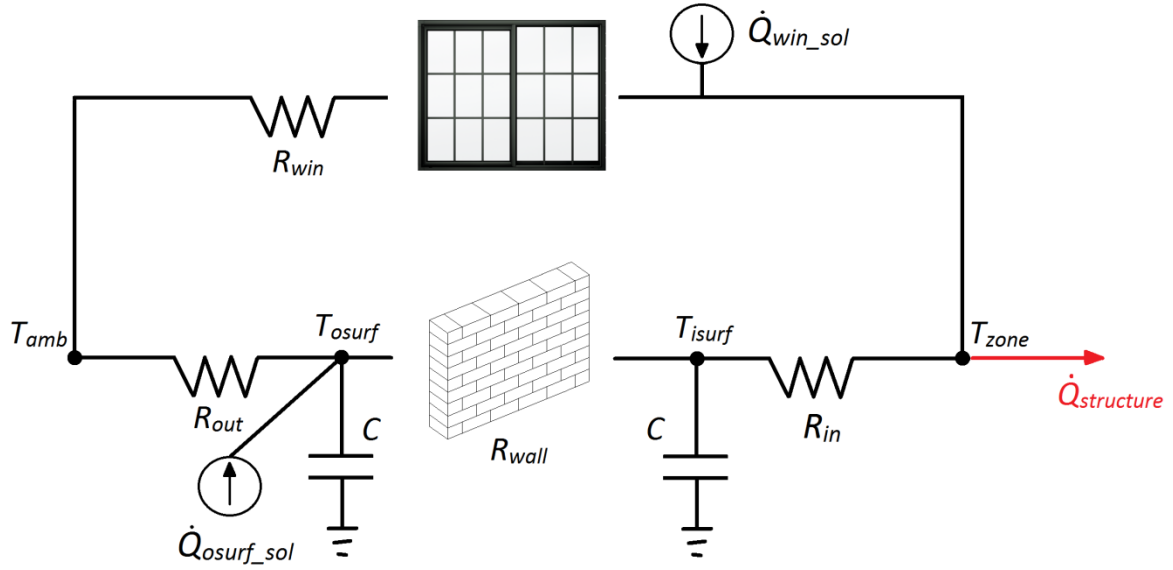 Q̇win_sol
Rwin
Tamb
Tosurf
Tisurf
Tzone
Rout
C
Rwall
C
Rin
Q̇structure
Q̇osurf_sol